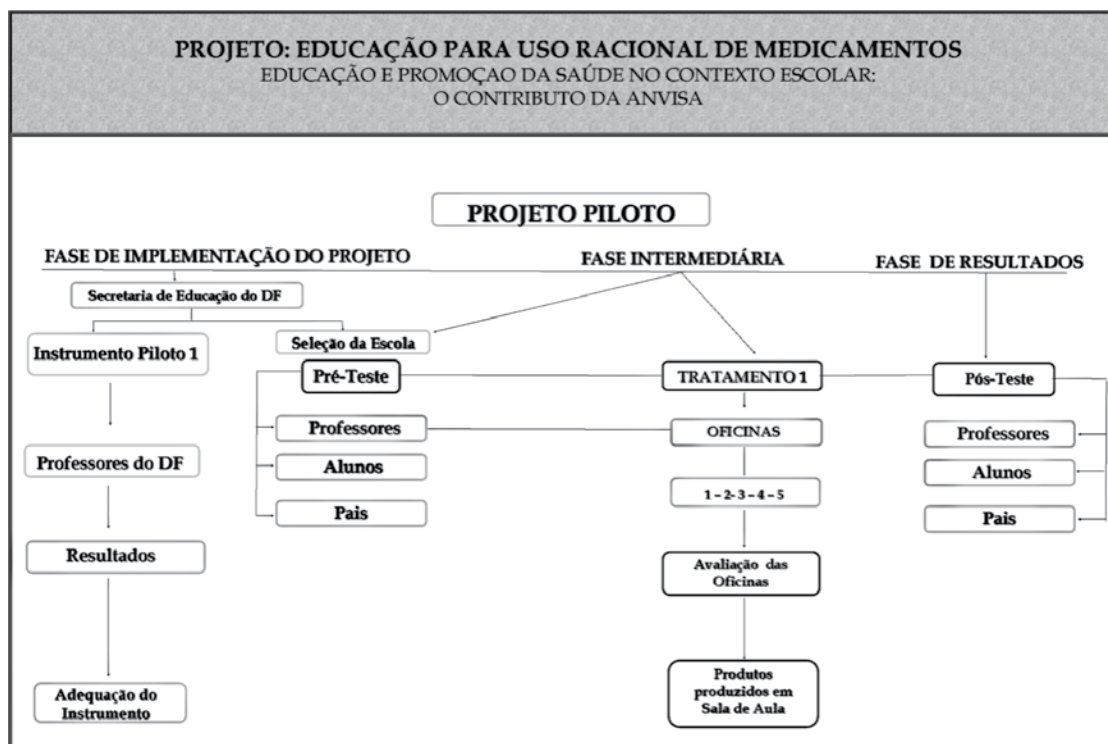 PROJETO: EDUCAÇÃO PARA USO RACIONAL DE MEDICAMENTOS
EDUCAÇÃO E PROMOÇAO DA SAÚDE NO CONTEXTO ESCOLAR:
O CONTRIBUTO DA ANVISA
PROJETO PILOTO
FASE DE IMPLEMENTAÇÃO DO PROJETO
FASE INTERMEDIÁRIA
FASE DE RESULTADOS
Secretaria de Educação do DF
Instrumento Piloto 1
Professores do DF
Resultados
Adequação do
Instrumento
Seleção da Escola
Pré-Teste
Professores
Alunos
Pais
TRATAMENTO 1
OFICINAS
1 – 2- 3 – 4 – 5
Avaliação das
Oficinas
Produtos
produzidos em
Sala de Aula
Pós-Teste
Professores
Alunos
Pais